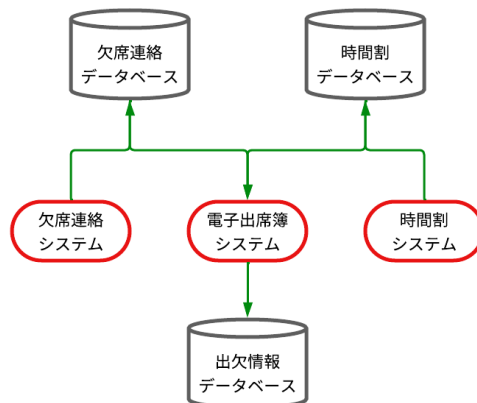 欠席連絡
データベース
時間割
データベース
欠席連絡
システム
電子出席簿
システム
時間割
システム
出欠情報
データベース